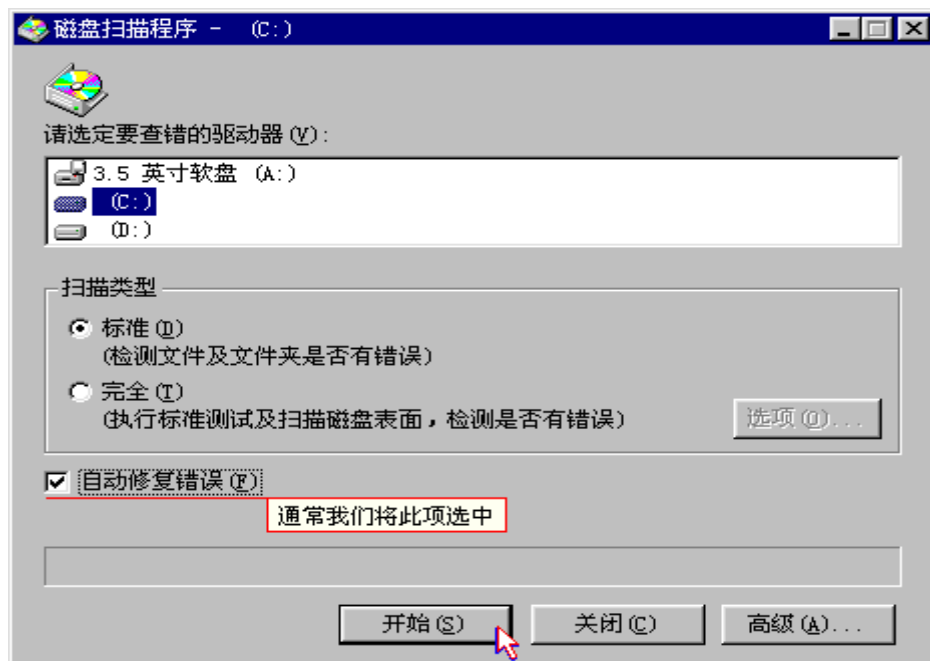 磁盘扫描程序 - (C:)
请选定要查错的驱动器(V):
3.5 英寸软盘 (A:)
(C:)
(D:)
扫描类型
标准(D)
(检测文件及文件夹是否有错误)
完全(T)
(执行标准测试及扫描磁盘表面，检测是否有错误)
选项(O)...
自动修复错误(F)
通常我们将此项选中
开始(S)
关闭(C)
高级(A)...